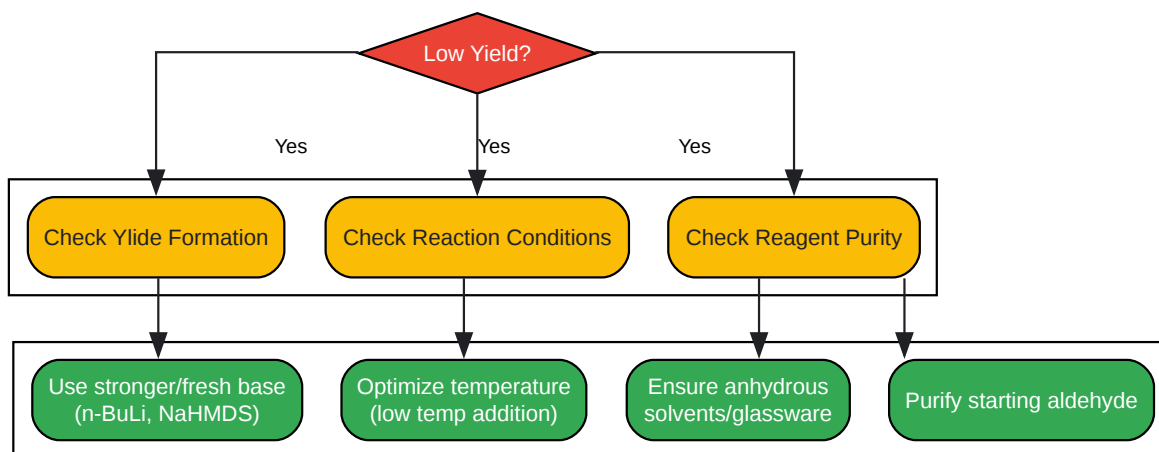 Low Yield?
Yes
Yes
Yes
Check Ylide Formation
Check Reaction Conditions
Check Reagent Purity
Use stronger/fresh base
(n-BuLi, NaHMDS)
Optimize temperature
(low temp addition)
Ensure anhydrous
solvents/glassware
Purify starting aldehyde